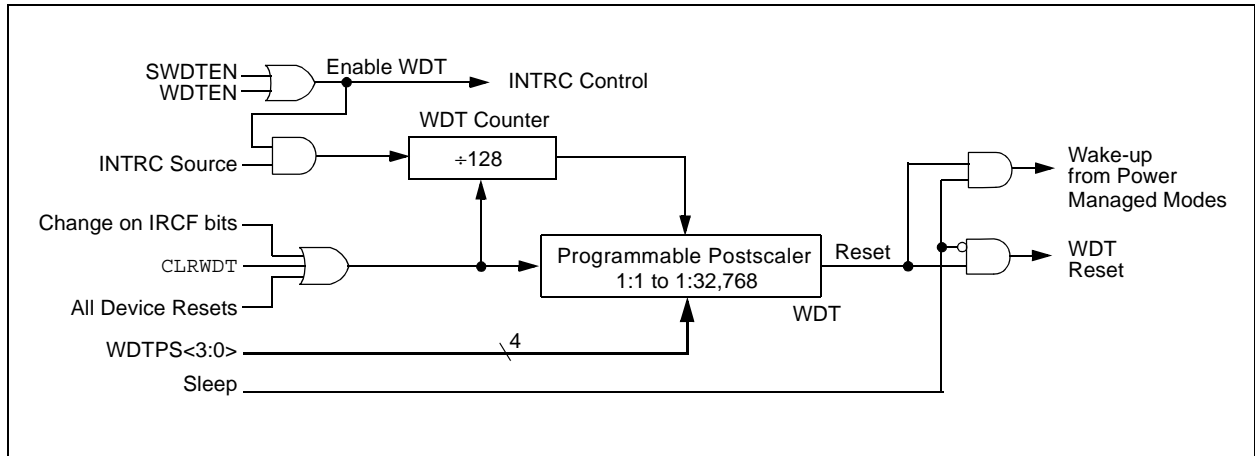 SWDTEN
WDTEN
Enable WDT
INTRC Control
WDT Counter
INTRC Source
÷128
Wake-up
from Power
Managed Modes
Change on IRCF bits
CLRWDT
All Device Resets
Programmable Postscaler
1:1 to 1:32,768
Reset
WDT
Reset
WDT
WDTPS<3:0>
4
Sleep